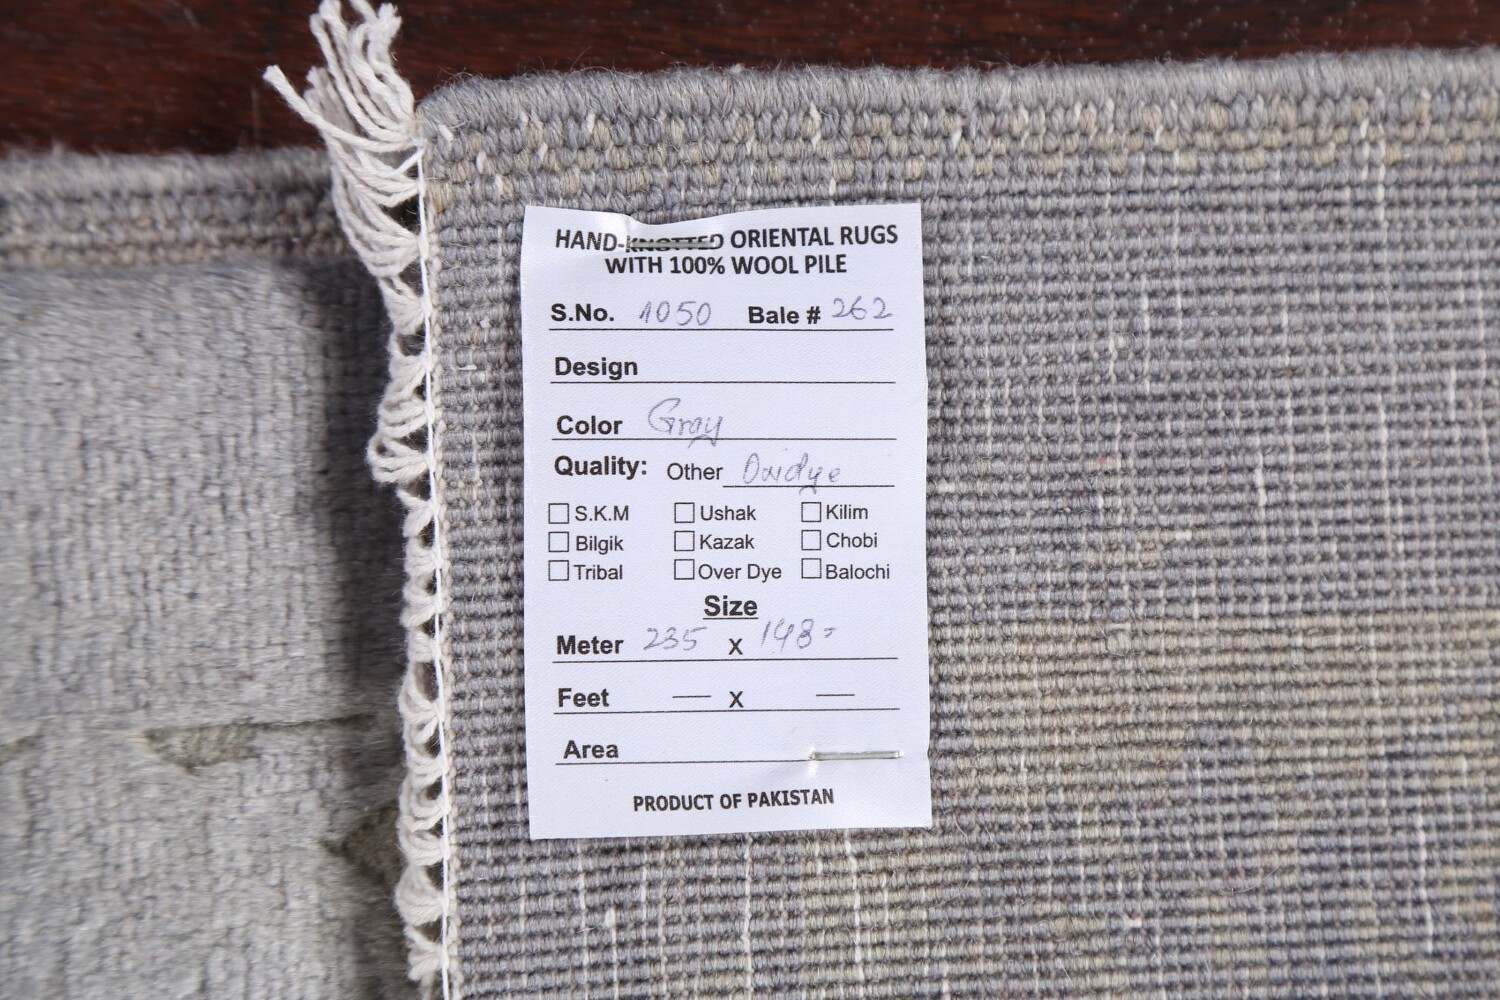 HAND-KNOTTED ORIENTAL RUGS
WITH 100% WOOL PILE
S.No. 1050 Bale # 262
Design
Color Gray
Quality: Other Oxidye
S.K.M Ushak Kilim
Bilgik Kazak Chobi
Tribal Over Dye Balochi
Size
Meter 235 X 148-
Feet — X —
Area
PRODUCT OF PAKISTAN